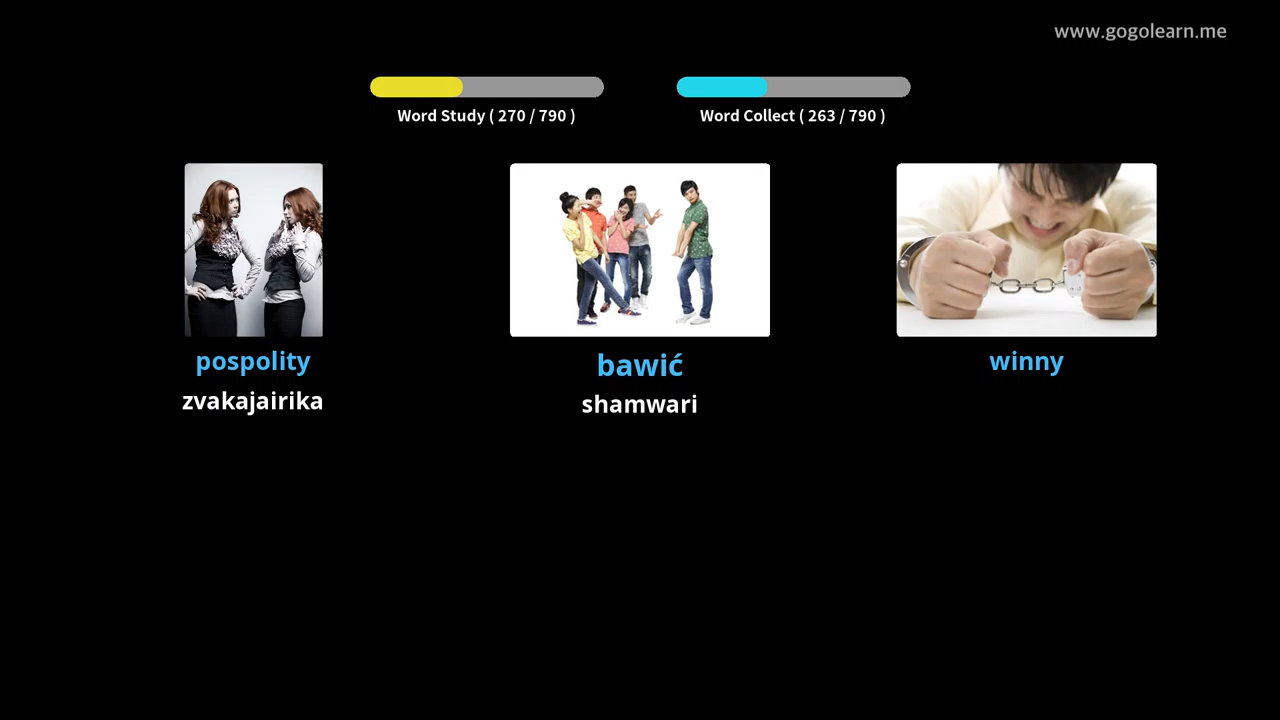 www.gogolearn.me
Word Study ( 270 / 790 )
Word Collect ( 263 / 790 )
pospolity
zvakajairika
bawić
shamwari
winny